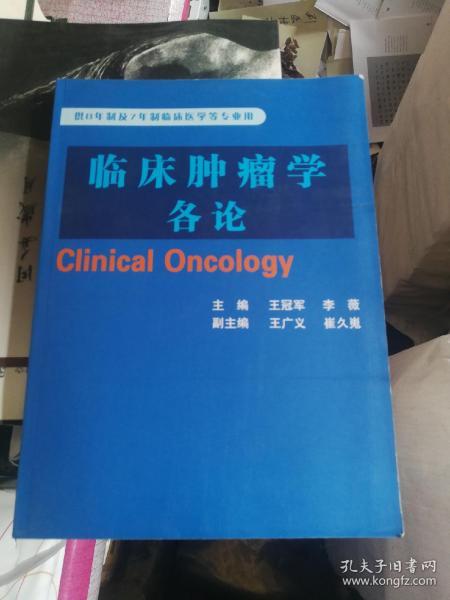 供8年制及7年制临床医学等专业用
临床肿瘤学
各论
Clinical Oncology
主编 王冠军 李薇
副主编 王广义 崔久嵬
孔夫子旧书网
www.kongfz.com